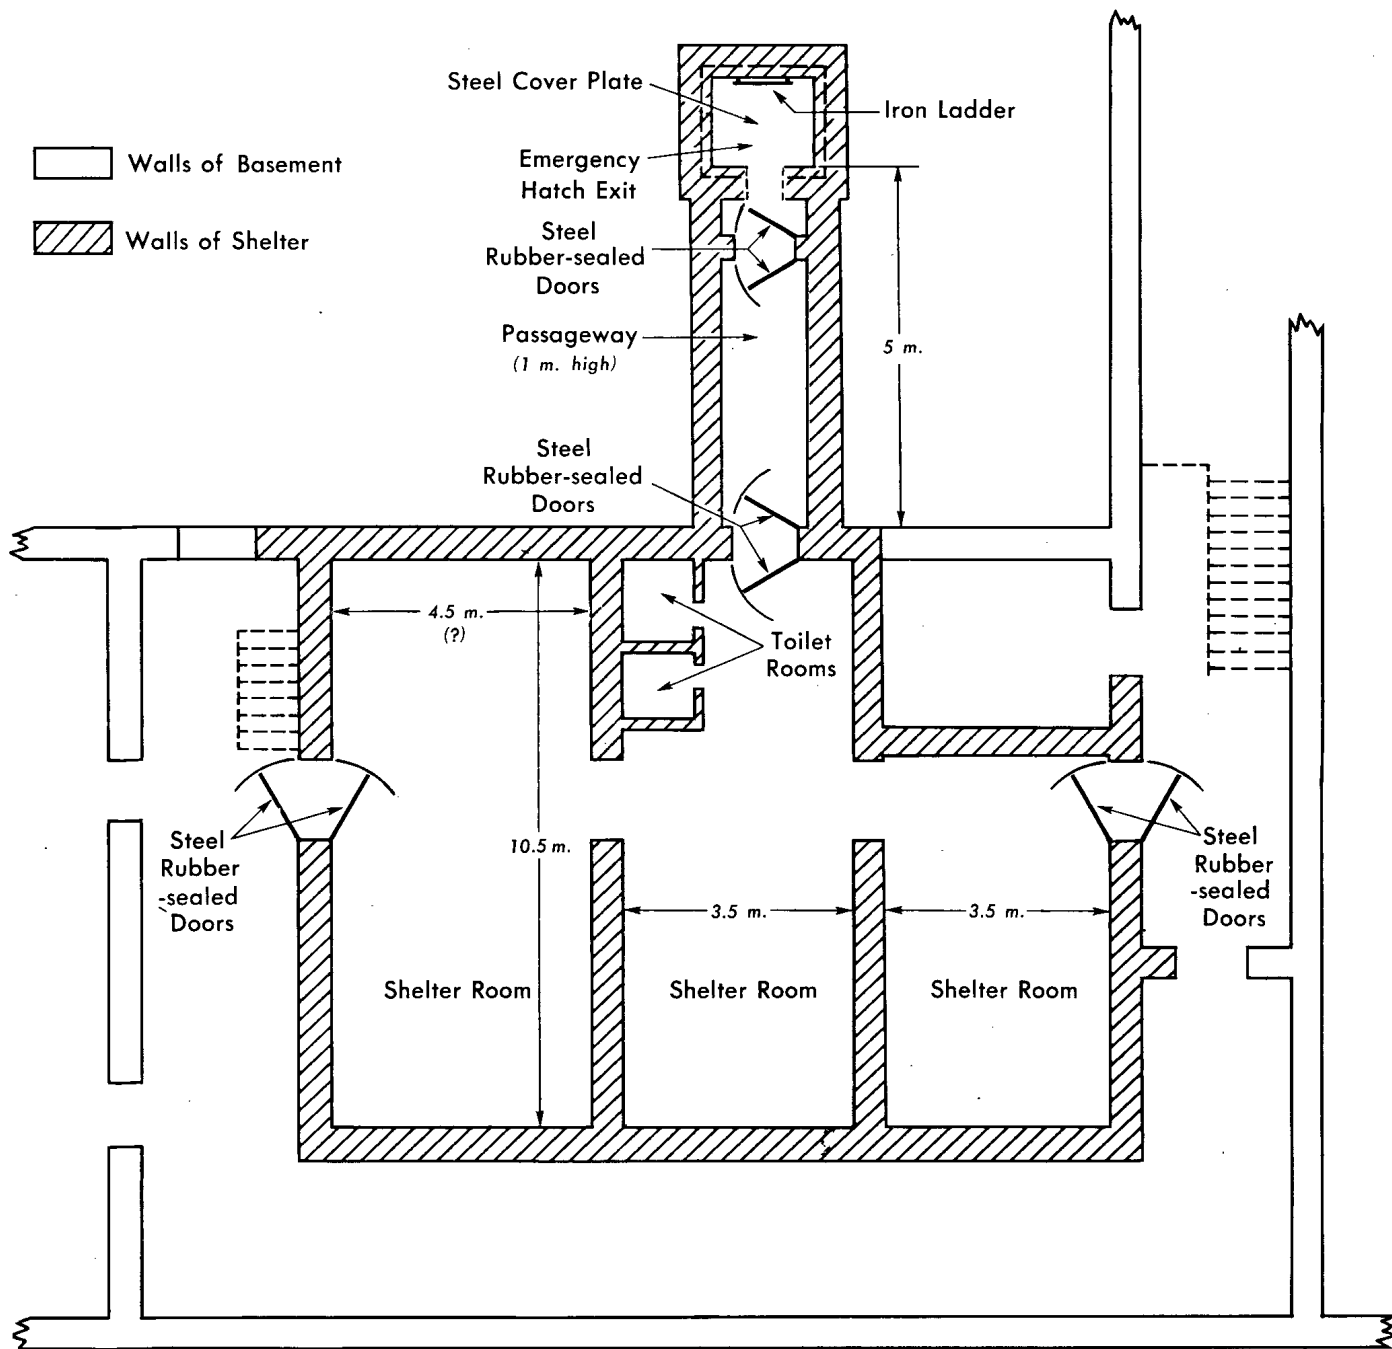 Steel Cover Plate
Iron Ladder
Walls of Basement
Emergency
Hatch Exit
Walls of Shelter
Steel
Rubber-sealed
Doors
Passageway
(1 m. high)
5 m.
Steel
Rubber-sealed
Doors
4.5 m.
(?)
Toilet
Rooms
Steel
Rubber
-sealed
Doors
10.5 m.
Steel
Rubber
-sealed
Doors
3.5 m.
3.5 m.
Shelter Room
Shelter Room
Shelter Room